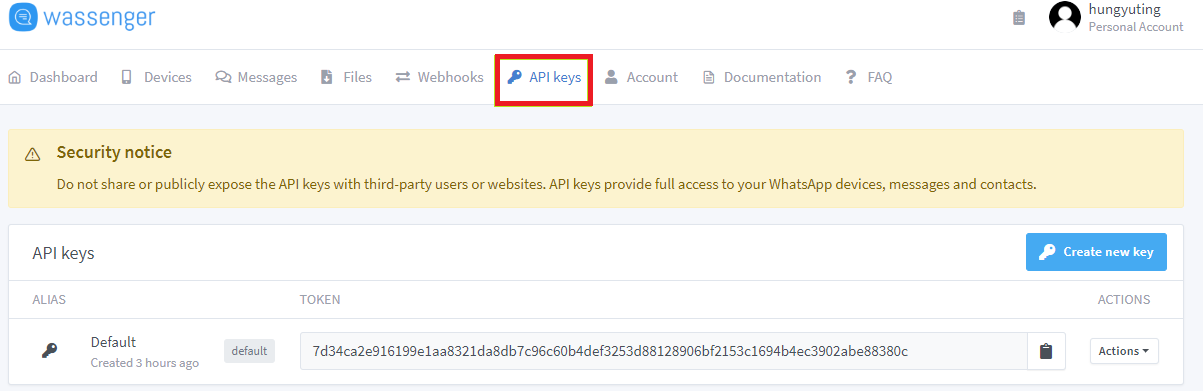 wassenger
hungyuting
Personal Account
Dashboard Devices Messages Files Webhooks API keys Account Documentation FAQ
Security notice
Do not share or publicly expose the API keys with third-party users or websites. API keys provide full access to your WhatsApp devices, messages and contacts.
API keys Create new key
ALIAS TOKEN ACTIONS
Default default 7d34ca2e916199e1aa8321da8db7c96c60b4def3253d88128906bf2153c1694b4ec3902abe88380c Actions
Created 3 hours ago